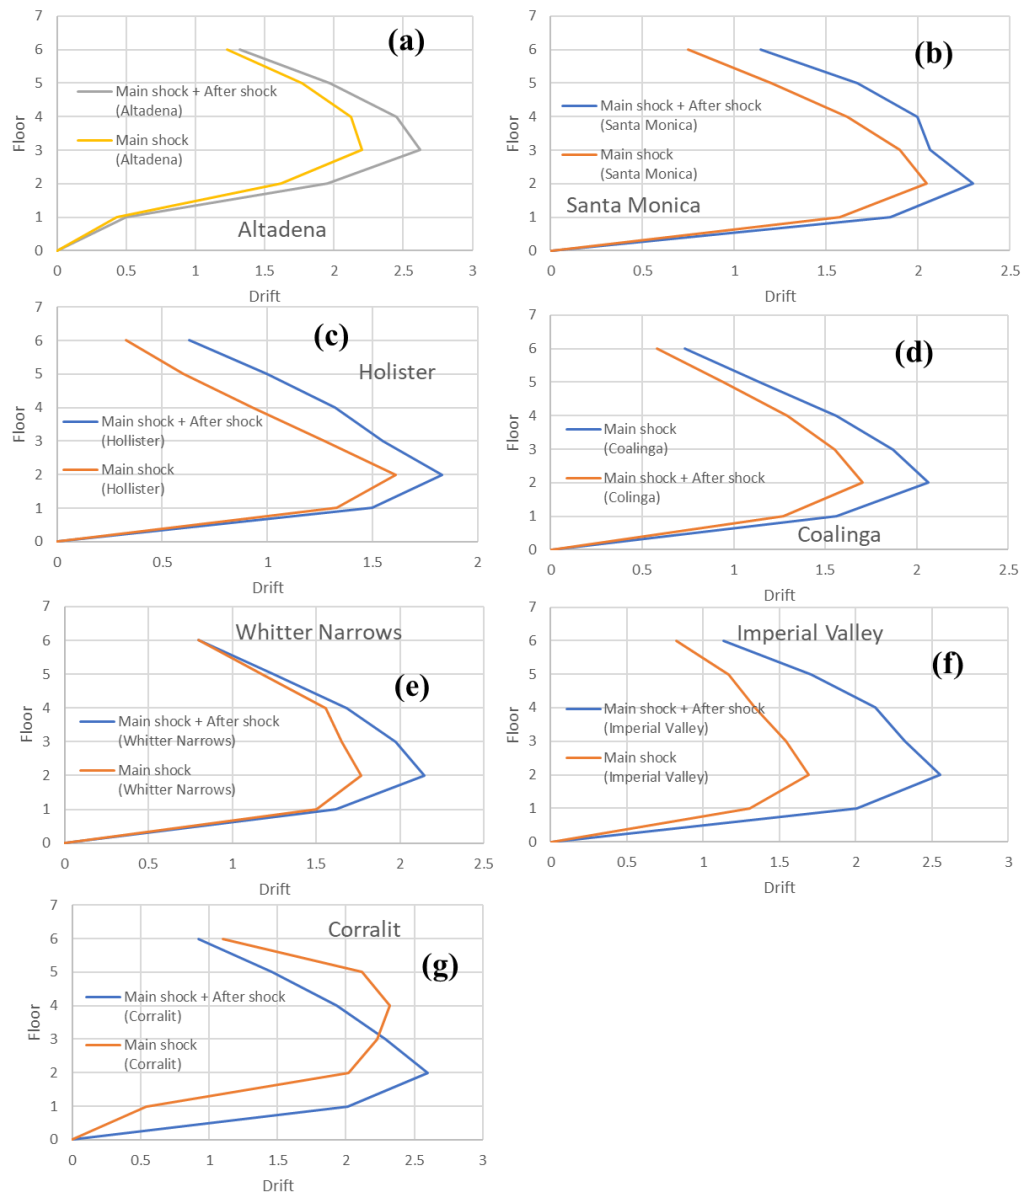 7
6
5
4
3
2
1
0
Floor
(a)
Main shock + After shock
(Altadena)
Main shock
(Altadena)
Altadena
0
0.5
1
1.5
2
2.5
3
Drift
7
6
5
4
3
2
1
0
Floor
(b)
Main shock + After shock
(Santa Monica)
Main shock
(Santa Monica)
Santa Monica
0
0.5
1
1.5
2
2.5
Drift
7
6
5
4
3
2
1
0
Floor
(c)
Holister
Main shock + After shock
(Hollister)
Main shock
(Hollister)
0
0.5
1
1.5
2
Drift
7
6
5
4
3
2
1
0
Floor
(d)
Main shock
(Coalinga)
Main shock + After shock
(Colinga)
Coalinga
0
0.5
1
1.5
2
2.5
Drift
7
6
5
4
3
2
1
0
Floor
Whitter Narrows
(e)
Main shock + After shock
(Whitter Narrows)
Main shock
(Whitter Narrows)
0
0.5
1
1.5
2
2.5
Drift
7
6
5
4
3
2
1
0
Floor
Imperial Valley
(f)
Main shock + After shock
(Imperial Valley)
Main shock
(Imperial Valley)
0
0.5
1
1.5
2
2.5
3
Drift
7
6
5
4
3
2
1
0
Floor
Corralit
(g)
Main shock + After shock
(Corralit)
Main shock
(Corralit)
0
0.5
1
1.5
2
2.5
3
Drift